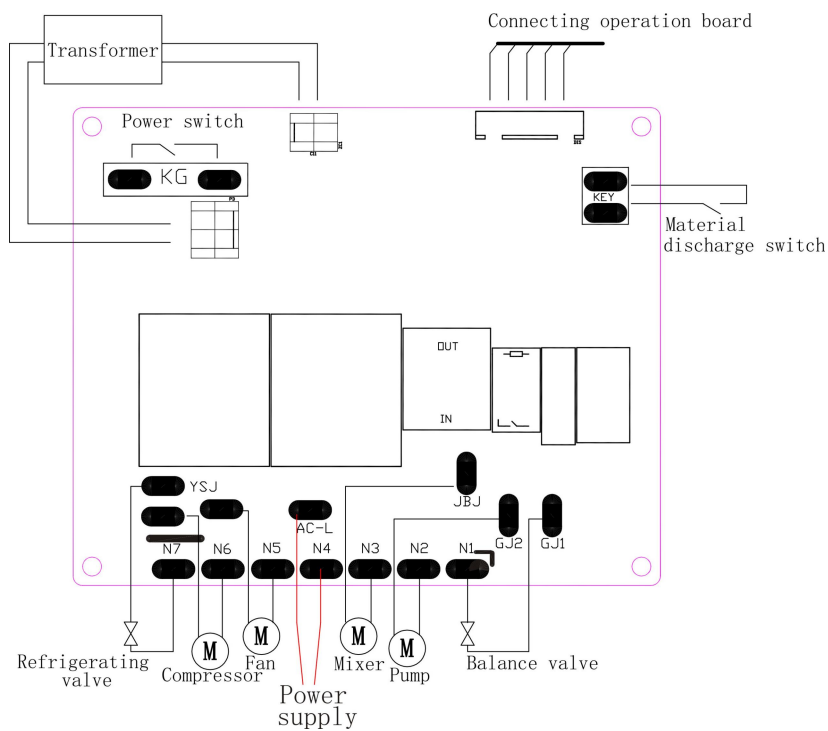 Connecting operation board
Transformer
Power switch
KG
KEY
Material
discharge switch
OUT
IN
YSJ
JBJ
AC-L
GJ2
GJ1
N7
N6
N5
N4
N3
N2
N1
M
M
M
M
Refrigerating
valve
Compressor
Fan
Mixer
Pump
Balance valve
Power
supply